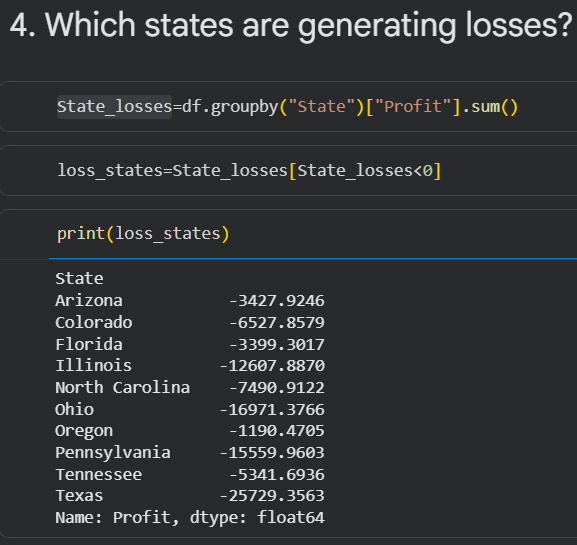 4. Which states are generating losses?
State_losses=df.groupby("State")["Profit"].sum()
loss_states=State_losses[State_losses<0]
print(loss_states)
State
Arizona -3427.9246
Colorado -6527.8579
Florida -3399.3017
Illinois -12607.8870
North Carolina -7490.9122
Ohio -16971.3766
Oregon -1190.4705
Pennsylvania -15559.9603
Tennessee -5341.6936
Texas -25729.3563
Name: Profit, dtype: float64